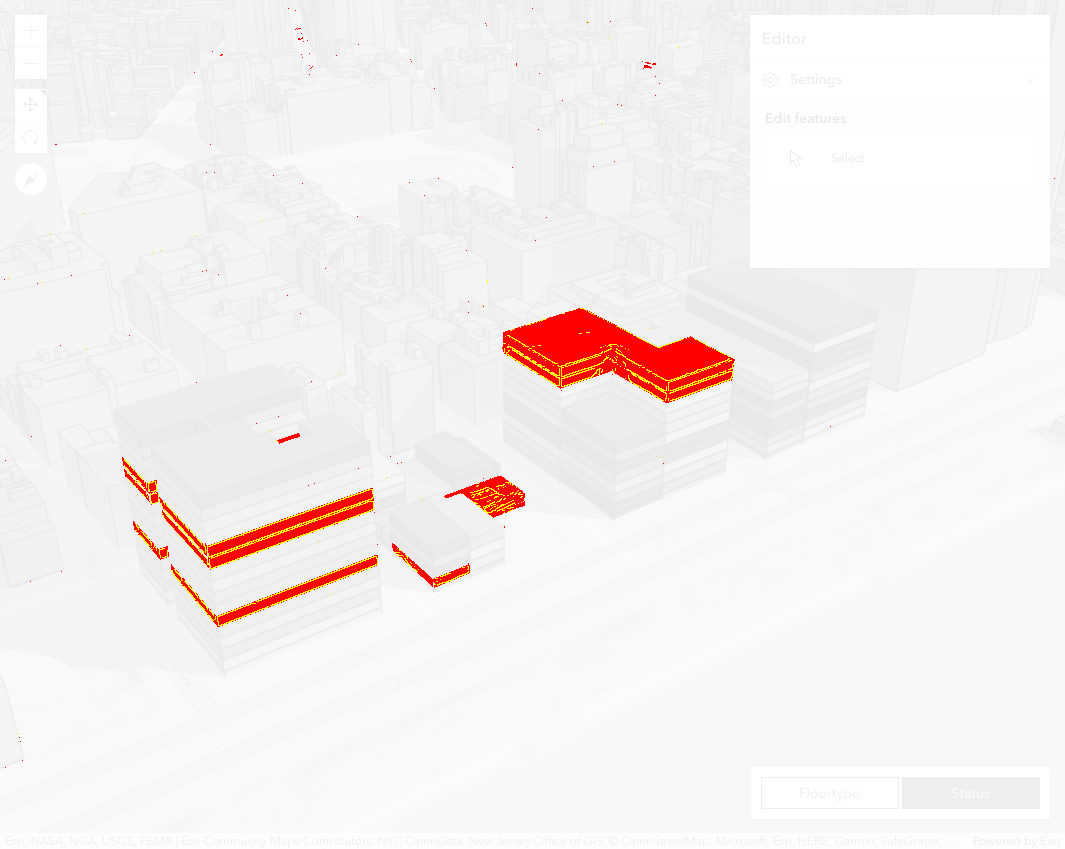 Editor
Settings
Edit features
Select
Floortype
Status
Esri, NASA, NGA, USGS, FEMA | Esri Community Maps Contributors, NYC OpenData, New Jersey Office of GIS, © OpenStreetMap, Microsoft, Esri, HERE, Garmin, SafeGraph,
Powered by Esri